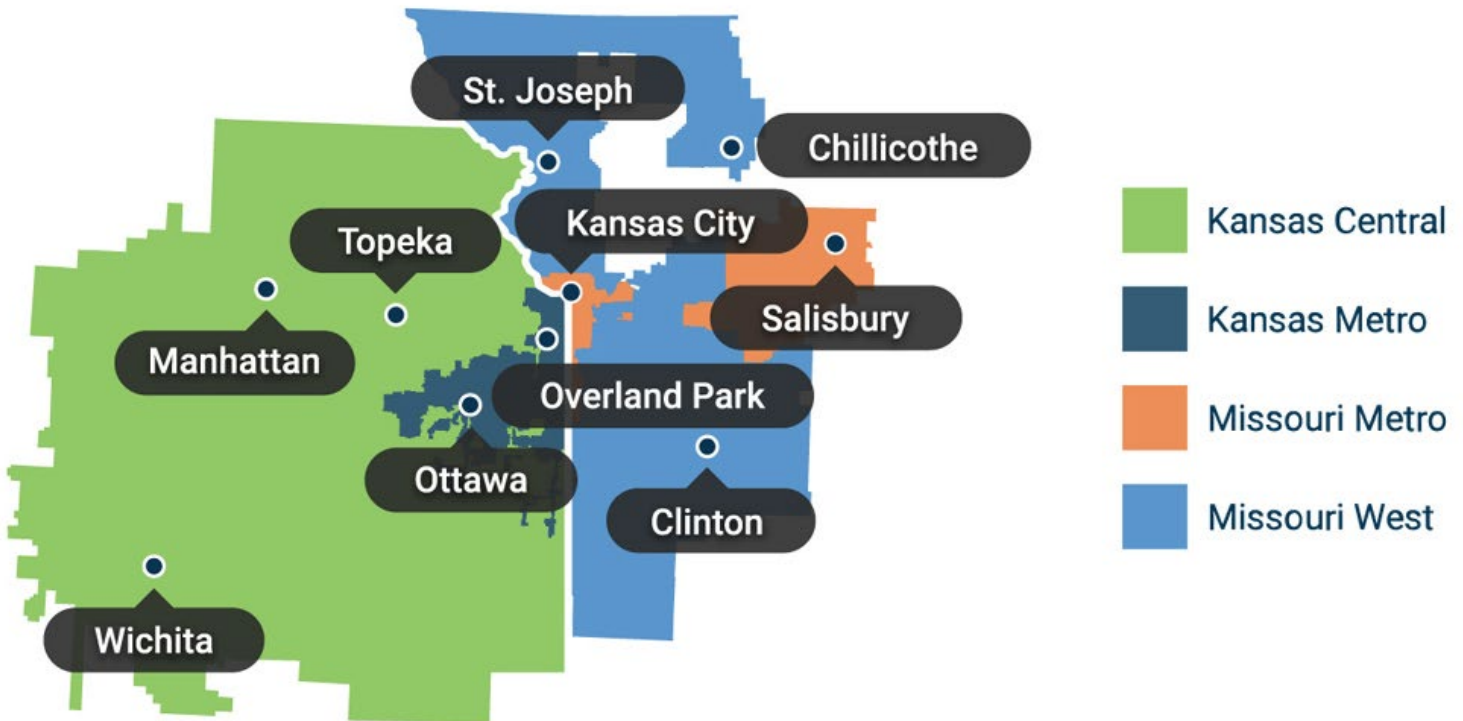 St. Joseph
Chillicothe
Kansas City
Topeka
Salisbury
Manhattan
Overland Park
Ottawa
Clinton
Wichita
Kansas Central
Kansas Metro
Missouri Metro
Missouri West